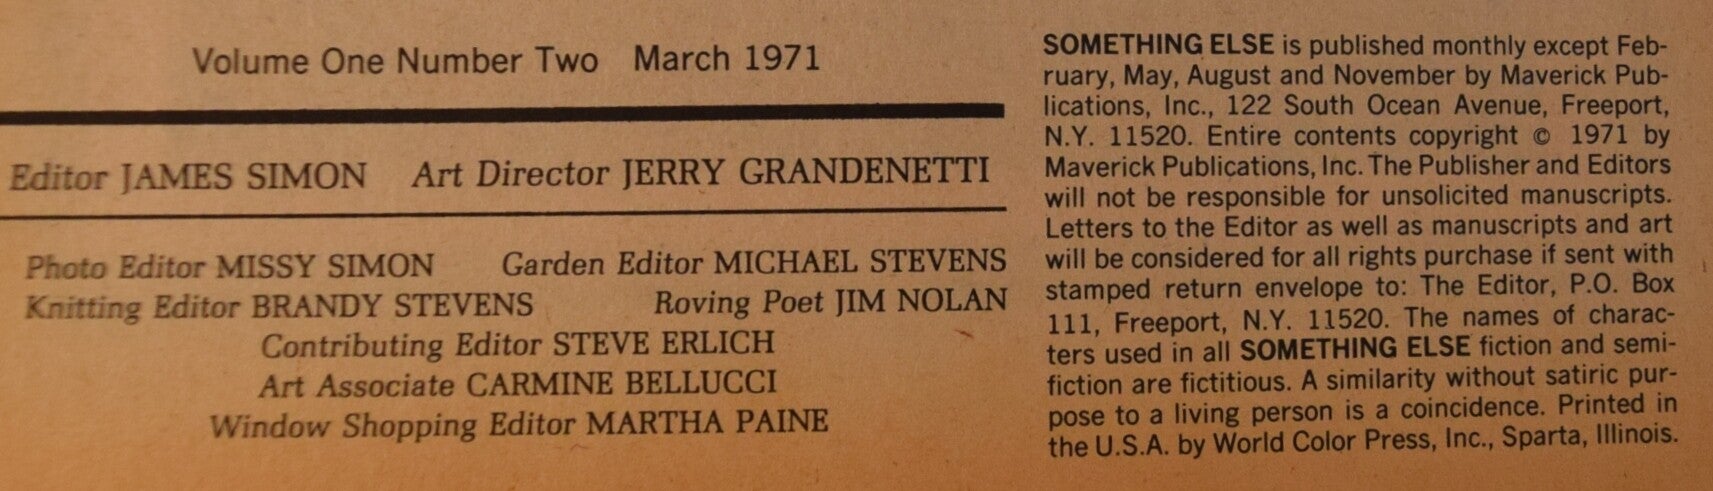 Volume One Number Two March 1971
Editor JAMES SIMON Art Director JERRY GRANDENETTI
Photo Editor MISSY SIMON Garden Editor MICHAEL STEVENS
Knitting Editor BRANDY STEVENS Roving Poet JIM NOLAN
Contributing Editor STEVE ERLICH
Art Associate CARMINE BELLUCCI
Window Shopping Editor MARTHA PAINE
SOMETHING ELSE is published monthly except Feb-
ruary, May, August and November by Maverick Pub-
lications, Inc., 122 South Ocean Avenue, Freeport,
N.Y. 11520. Entire contents copyright © 1971 by
Maverick Publications, Inc. The Publisher and Editors
will not be responsible for unsolicited manuscripts.
Letters to the Editor as well as manuscripts and art
will be considered for all rights purchase if sent with
stamped return envelope to: The Editor, P.O. Box
111, Freeport, N.Y. 11520. The names of charac-
ters used in all SOMETHING ELSE fiction and semi-
fiction are fictitious. A similarity without satiric pur-
pose to a living person is a coincidence. Printed in
the U.S.A. by World Color Press, Inc., Sparta, Illinois.